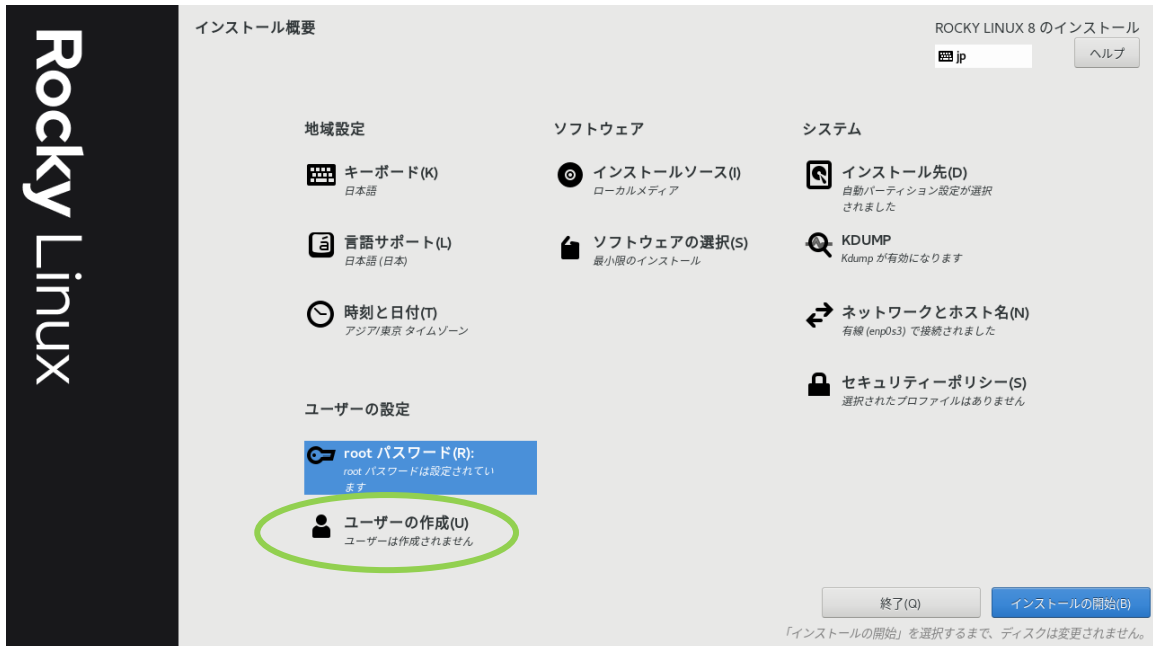 Rocky Linux
インストール概要
ROCKY LINUX 8 のインストール
jp
ヘルプ
地域設定
キーボード(K)
日本語
言語サポート(L)
日本語 (日本)
時刻と日付(T)
アジア/東京 タイムゾーン
ソフトウェア
インストールソース(I)
ローカルメディア
ソフトウェアの選択(S)
最小限のインストール
システム
インストール先(D)
自動パーティション設定が選択
されました
KDUMP
Kdump が有効になります
ネットワークとホスト名(N)
有線 (enp0s3) で接続されました
セキュリティーポリシー(S)
選択されたプロファイルはありません
ユーザーの設定
root パスワード(R):
root パスワードは設定されてい
ます
ユーザーの作成(U)
ユーザーは作成されません
終了(Q)
インストールの開始(B)
「インストールの開始」を選択するまで、ディスクは変更されません。